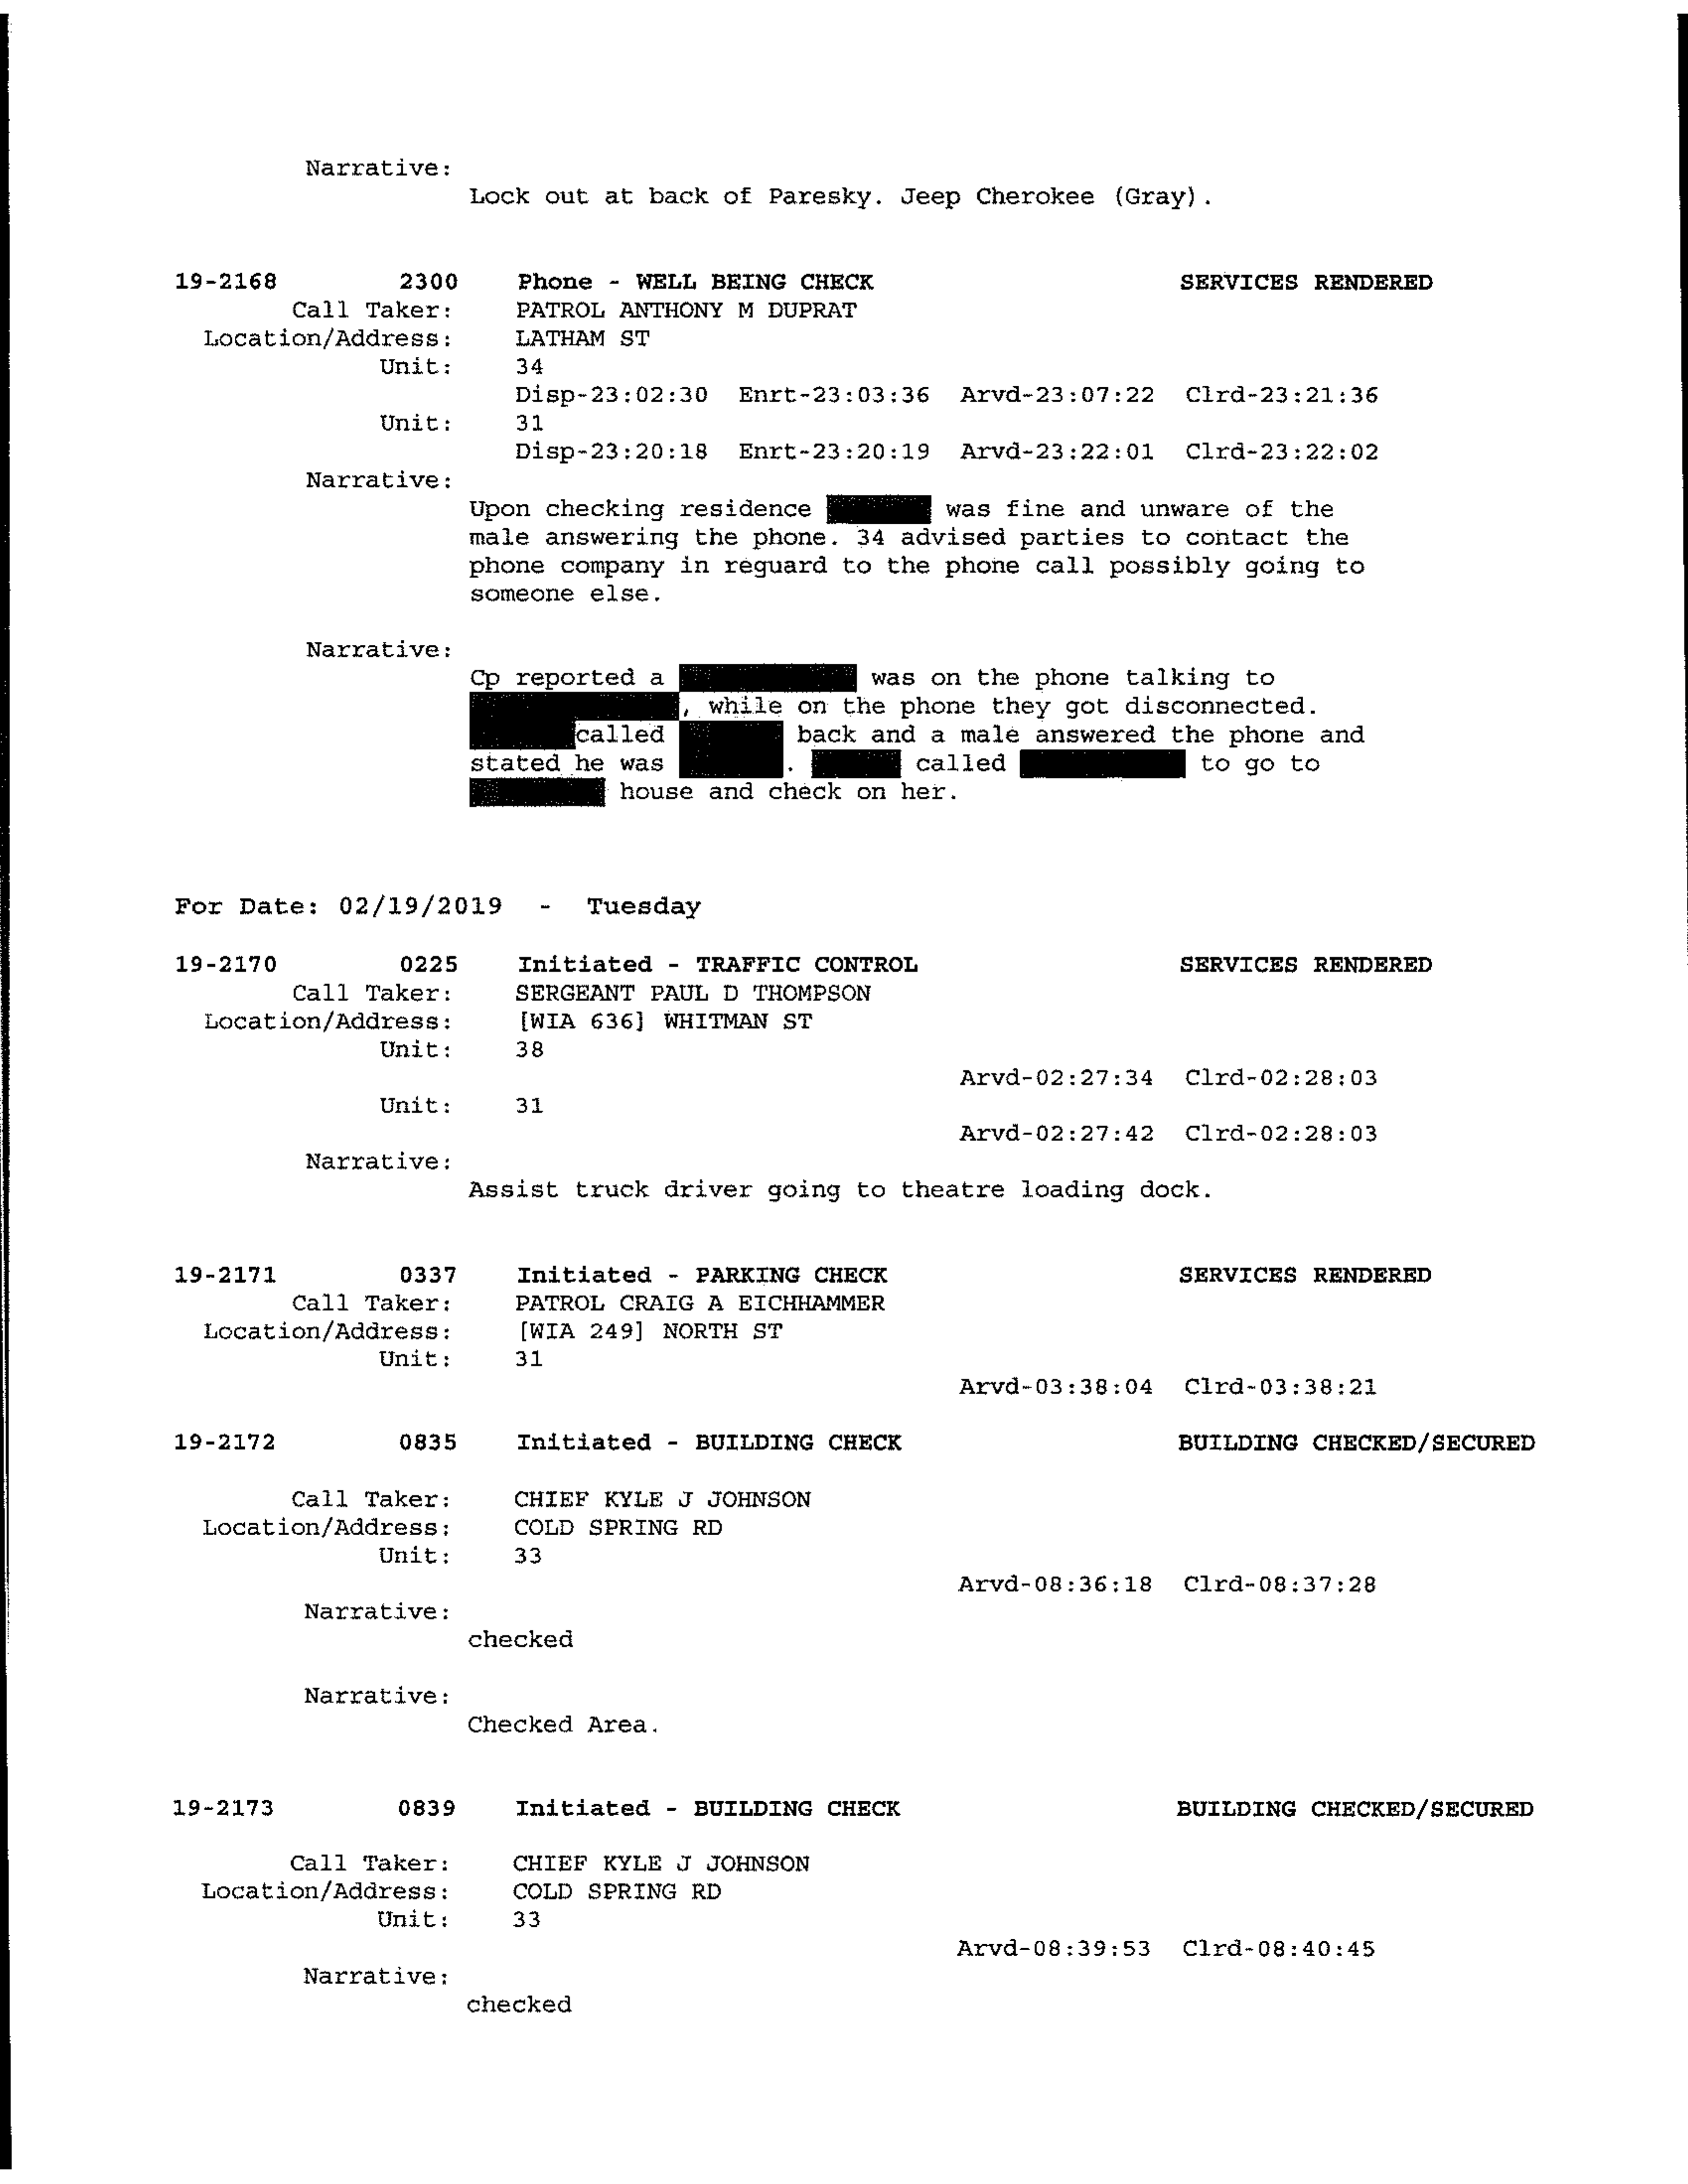 Narrative:
Lock out at back of Paresky. Jeep Cherokee (Gray).
19-2168 2300 Phone - WELL BEING CHECK SERVICES RENDERED
Call Taker: PATROL ANTHONY M DUPRAT
Location/Address: LATHAM ST
Unit: 34
Disp-23:02:30 Enrt-23:03:36 Arvd-23:07:22 Clrd-23:21:36
Unit: 31
Disp-23:20:18 Enrt-23:20:19 Arvd-23:22:01 Clrd-23:22:02
Narrative:
Upon checking residence was fine and unware of the
male answering the phone. 34 advised parties to contact the
phone company in reguard to the phone call possibly going to
someone else.
Narrative:
Cp reported a was on the phone talking to
, while on the phone they got disconnected.
called back and a male answered the phone and
stated he was . called to go to
house and check on her.
For Date: 02/19/2019 - Tuesday
19-2170 0225 Initiated - TRAFFIC CONTROL SERVICES RENDERED
Call Taker: SERGEANT PAUL D THOMPSON
Location/Address: [WIA 636] WHITMAN ST
Unit: 38
Arvd-02:27:34 Clrd-02:28:03
Unit: 31
Arvd-02:27:42 Clrd-02:28:03
Narrative:
Assist truck driver going to theatre loading dock.
19-2171 0337 Initiated - PARKING CHECK SERVICES RENDERED
Call Taker: PATROL CRAIG A EICHHAMMER
Location/Address: [WIA 249] NORTH ST
Unit: 31
Arvd-03:38:04 Clrd-03:38:21
19-2172 0835 Initiated - BUILDING CHECK BUILDING CHECKED/SECURED
Call Taker: CHIEF KYLE J JOHNSON
Location/Address: COLD SPRING RD
Unit: 33
Arvd-08:36:18 Clrd-08:37:28
Narrative:
checked
Narrative:
Checked Area.
19-2173 0839 Initiated - BUILDING CHECK BUILDING CHECKED/SECURED
Call Taker: CHIEF KYLE J JOHNSON
Location/Address: COLD SPRING RD
Unit: 33
Arvd-08:39:53 Clrd-08:40:45
Narrative:
checked